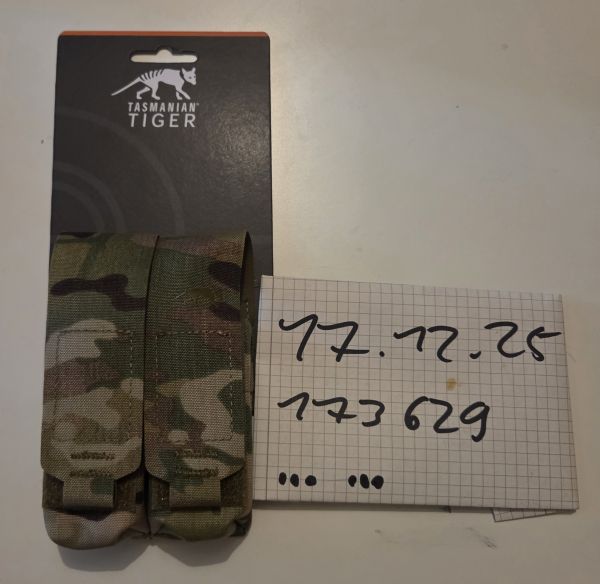 TASMANIAN
TIGER
17.12.25
173629